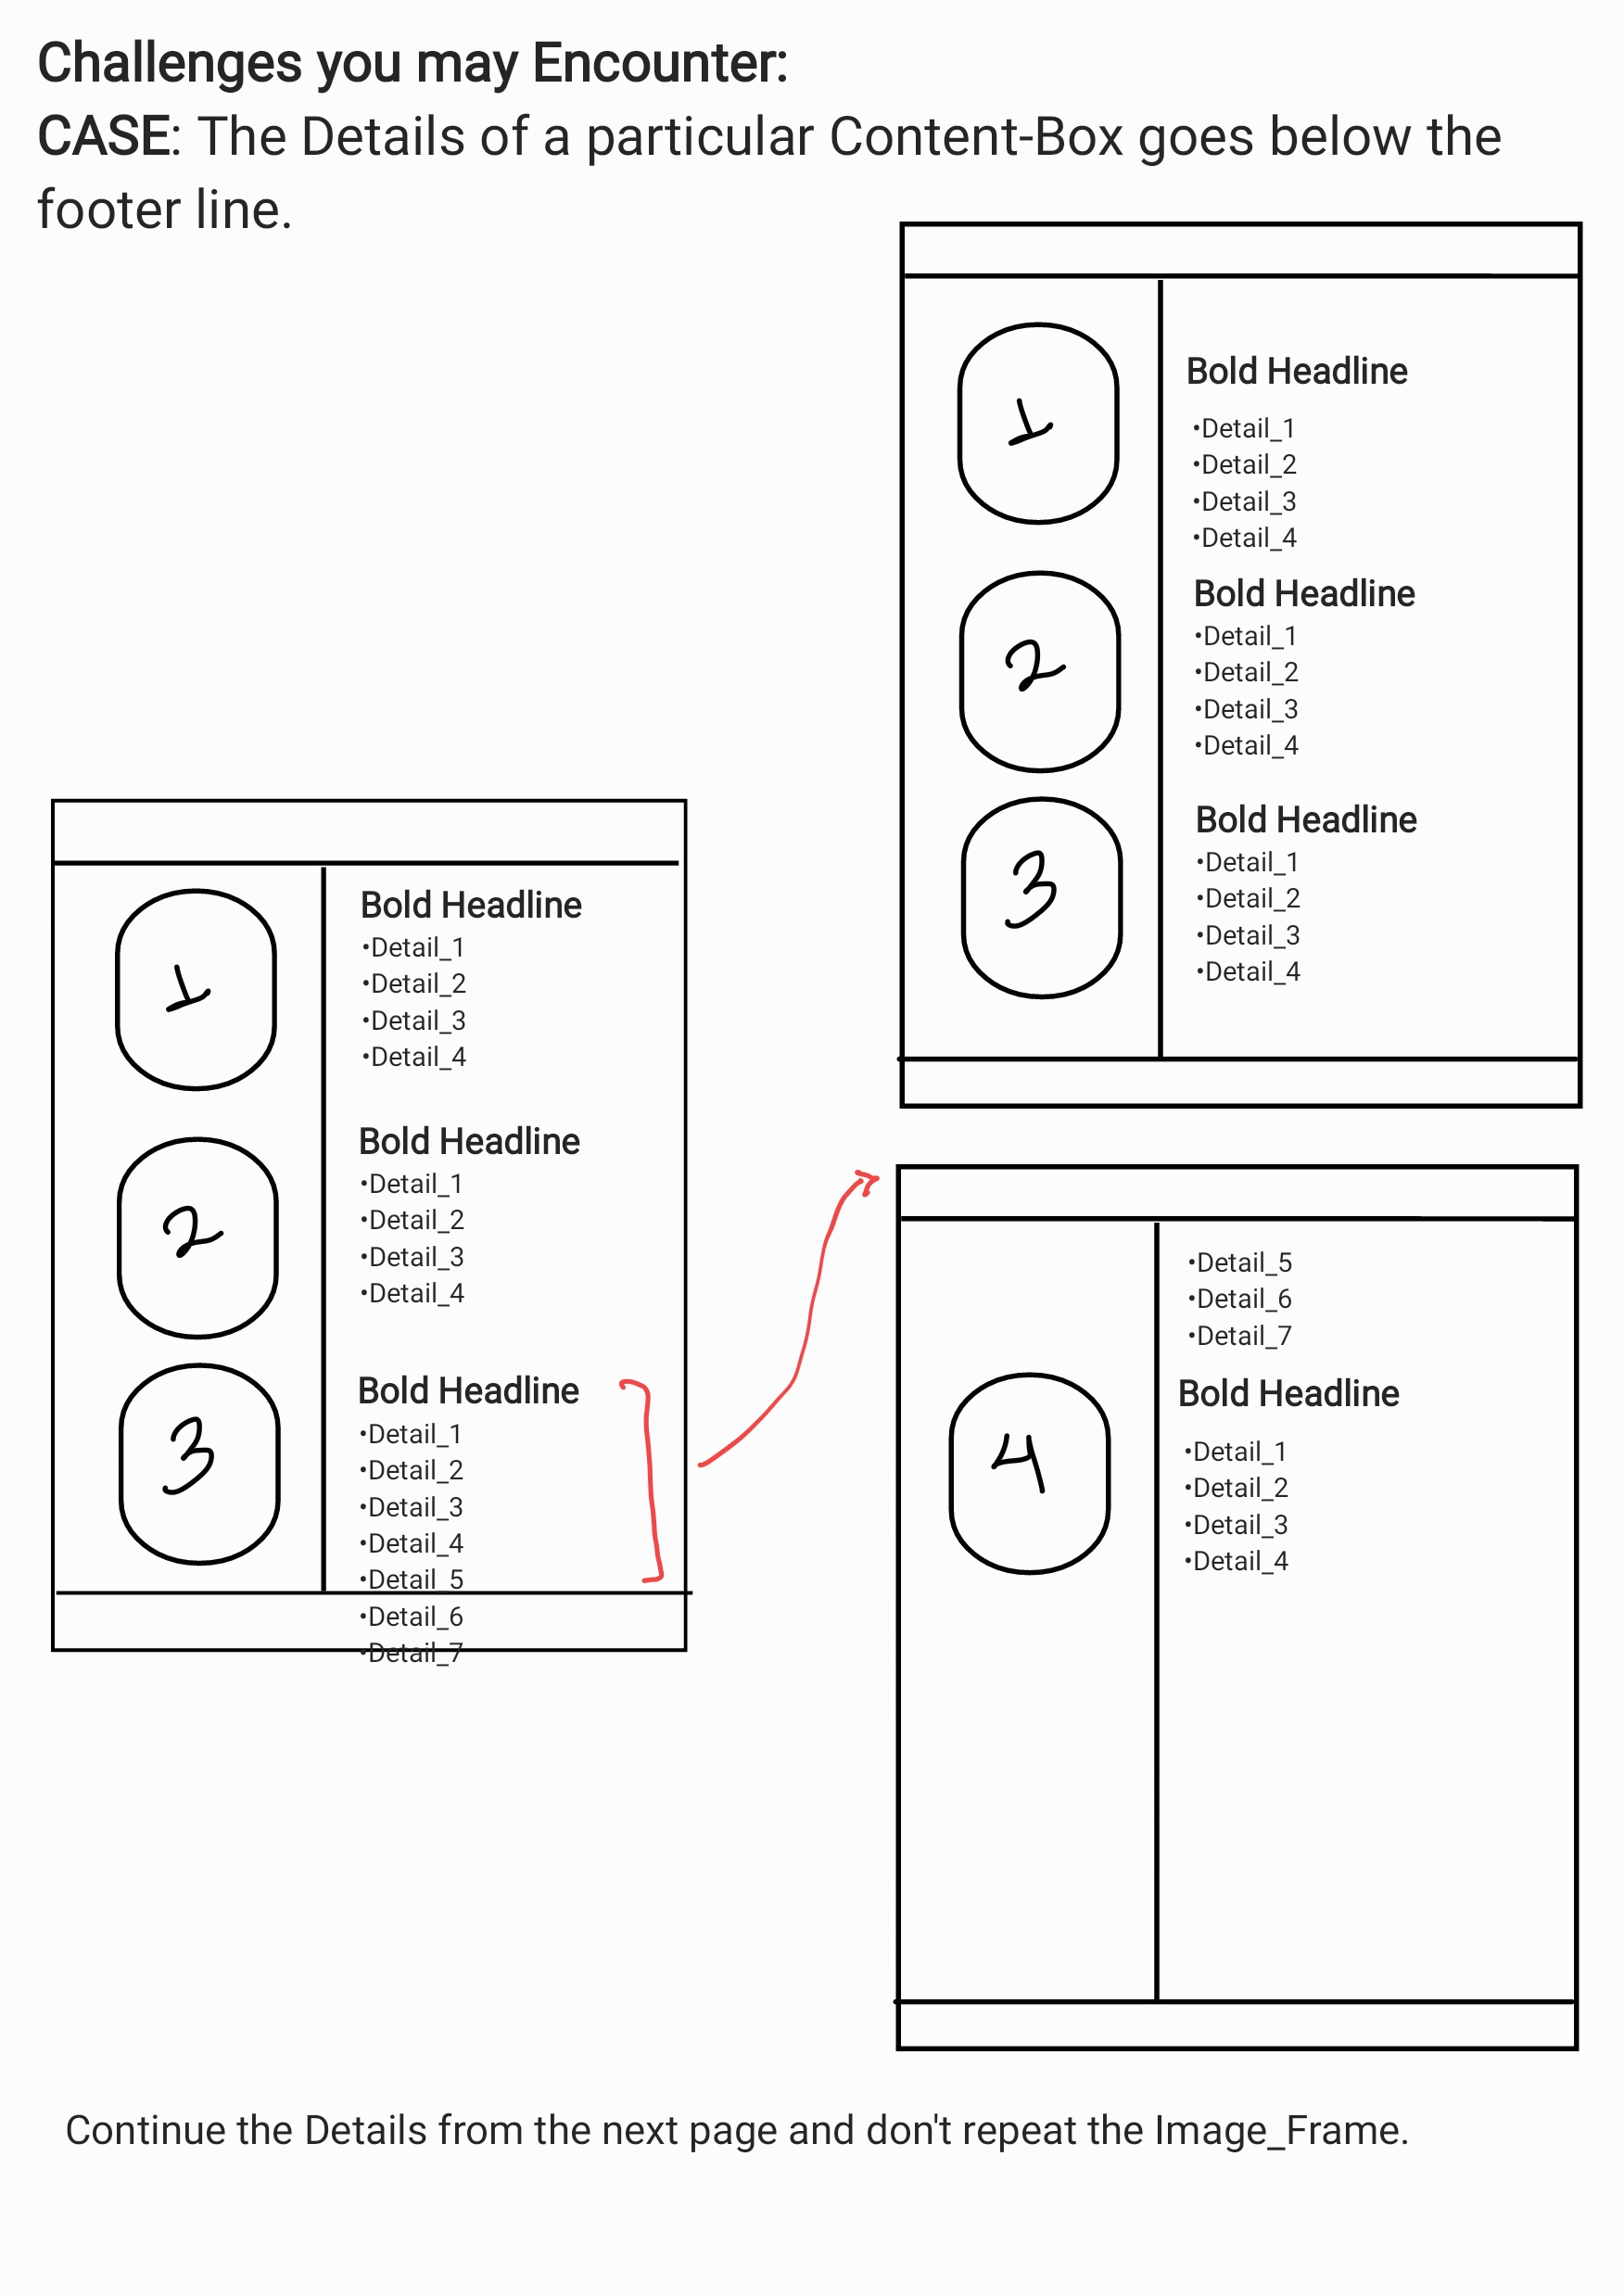 Challenges you may Encounter:
CASE: The Details of a particular Content-Box goes below the
footer line.
1
Bold Headline
•Detail_1
•Detail_2
•Detail_3
•Detail_4
2
Bold Headline
•Detail_1
•Detail_2
•Detail_3
•Detail_4
3
Bold Headline
•Detail_1
•Detail_2
•Detail_3
•Detail_4
•Detail_5
•Detail_6
•Detail_7
1
Bold Headline
•Detail_1
•Detail_2
•Detail_3
•Detail_4
2
Bold Headline
•Detail_1
•Detail_2
•Detail_3
•Detail_4
3
Bold Headline
•Detail_1
•Detail_2
•Detail_3
•Detail_4
•Detail_5
•Detail_6
•Detail_7
4
Bold Headline
•Detail_1
•Detail_2
•Detail_3
•Detail_4
Continue the Details from the next page and don't repeat the Image_Frame.